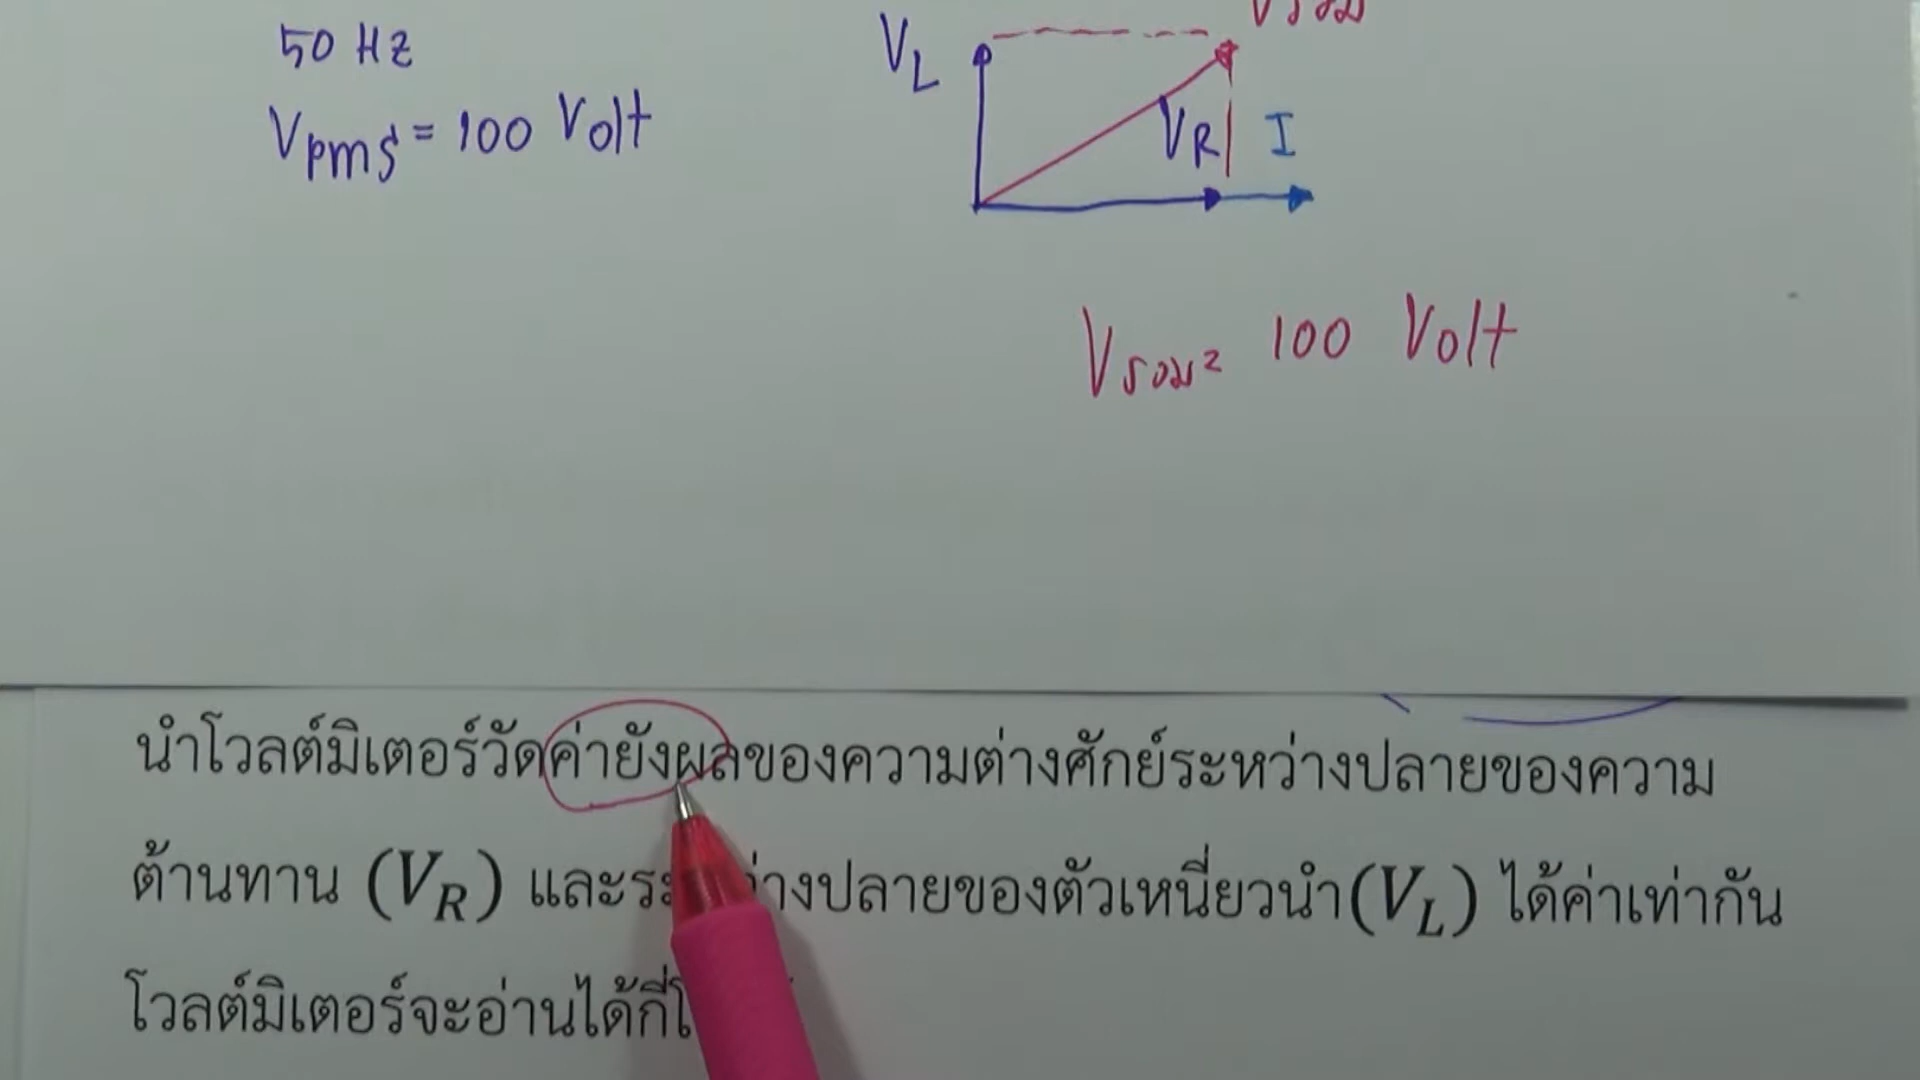 50 Hz
Vrms = 100 Volt
VL
Vรวม
VR
I
Vรวม = 100 Volt
นำโวลต์มิเตอร์วัดค่ายังผลของความต่างศักย์ระหว่างปลายของความ
ต้านทาน (VR) และระหว่างปลายของตัวเหนี่ยวนำ(VL) ได้ค่าเท่ากัน
โวลต์มิเตอร์จะอ่านได้กี่